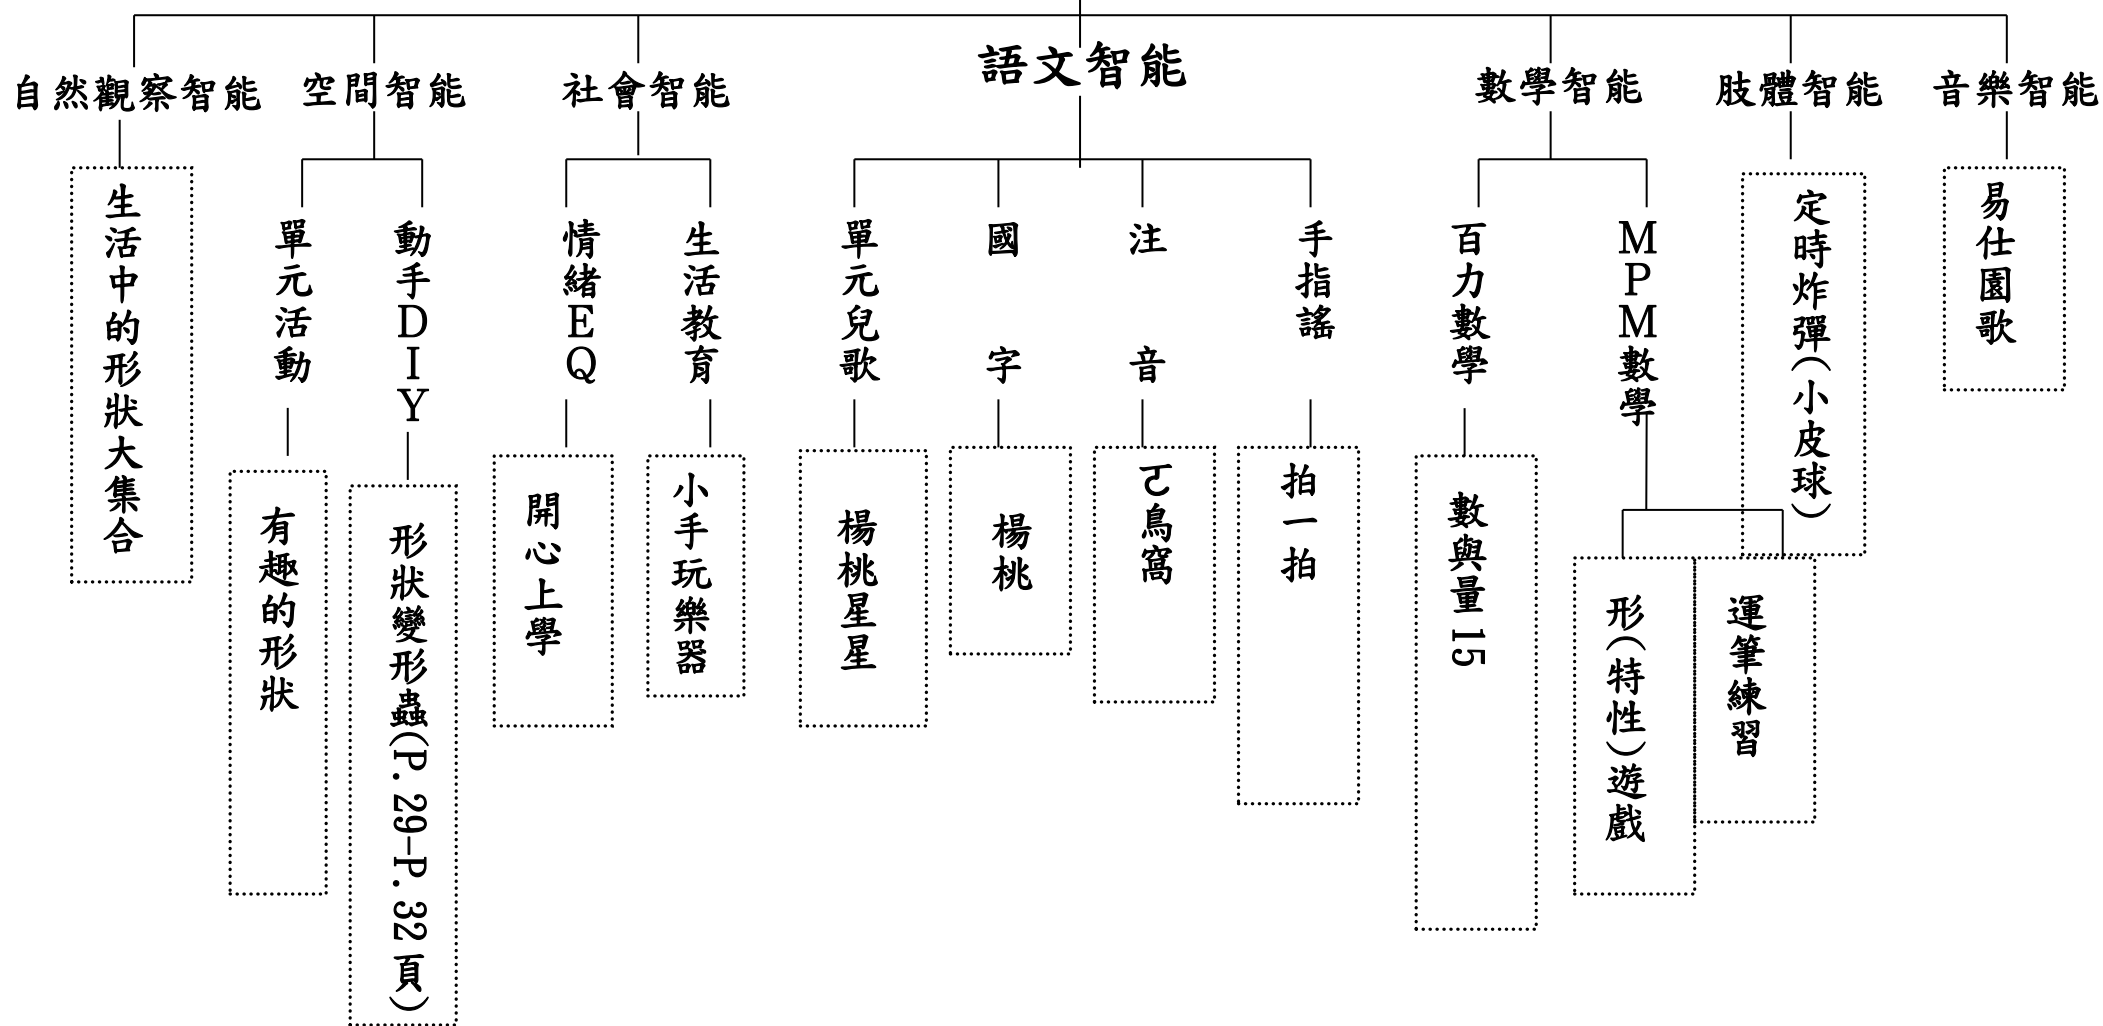 自然觀察智能
空間智能
社會智能
語文智能
數學智能
肢體智能
音樂智能
生活中的形狀大集合
單元活動
動手DIY
情緒EQ
生活教育
單元兒歌
國字
注音
手指謠
百力數學
MPM數學
定時炸彈(小皮球)
易仕園歌
有趣的形狀
形狀變形蟲(P. 29-P. 32 頁)
開心上學
小手玩樂器
楊桃星星
楊桃
ㄛ鳥窩
拍一拍
數與量 15
形(特性)遊戲
運筆練習